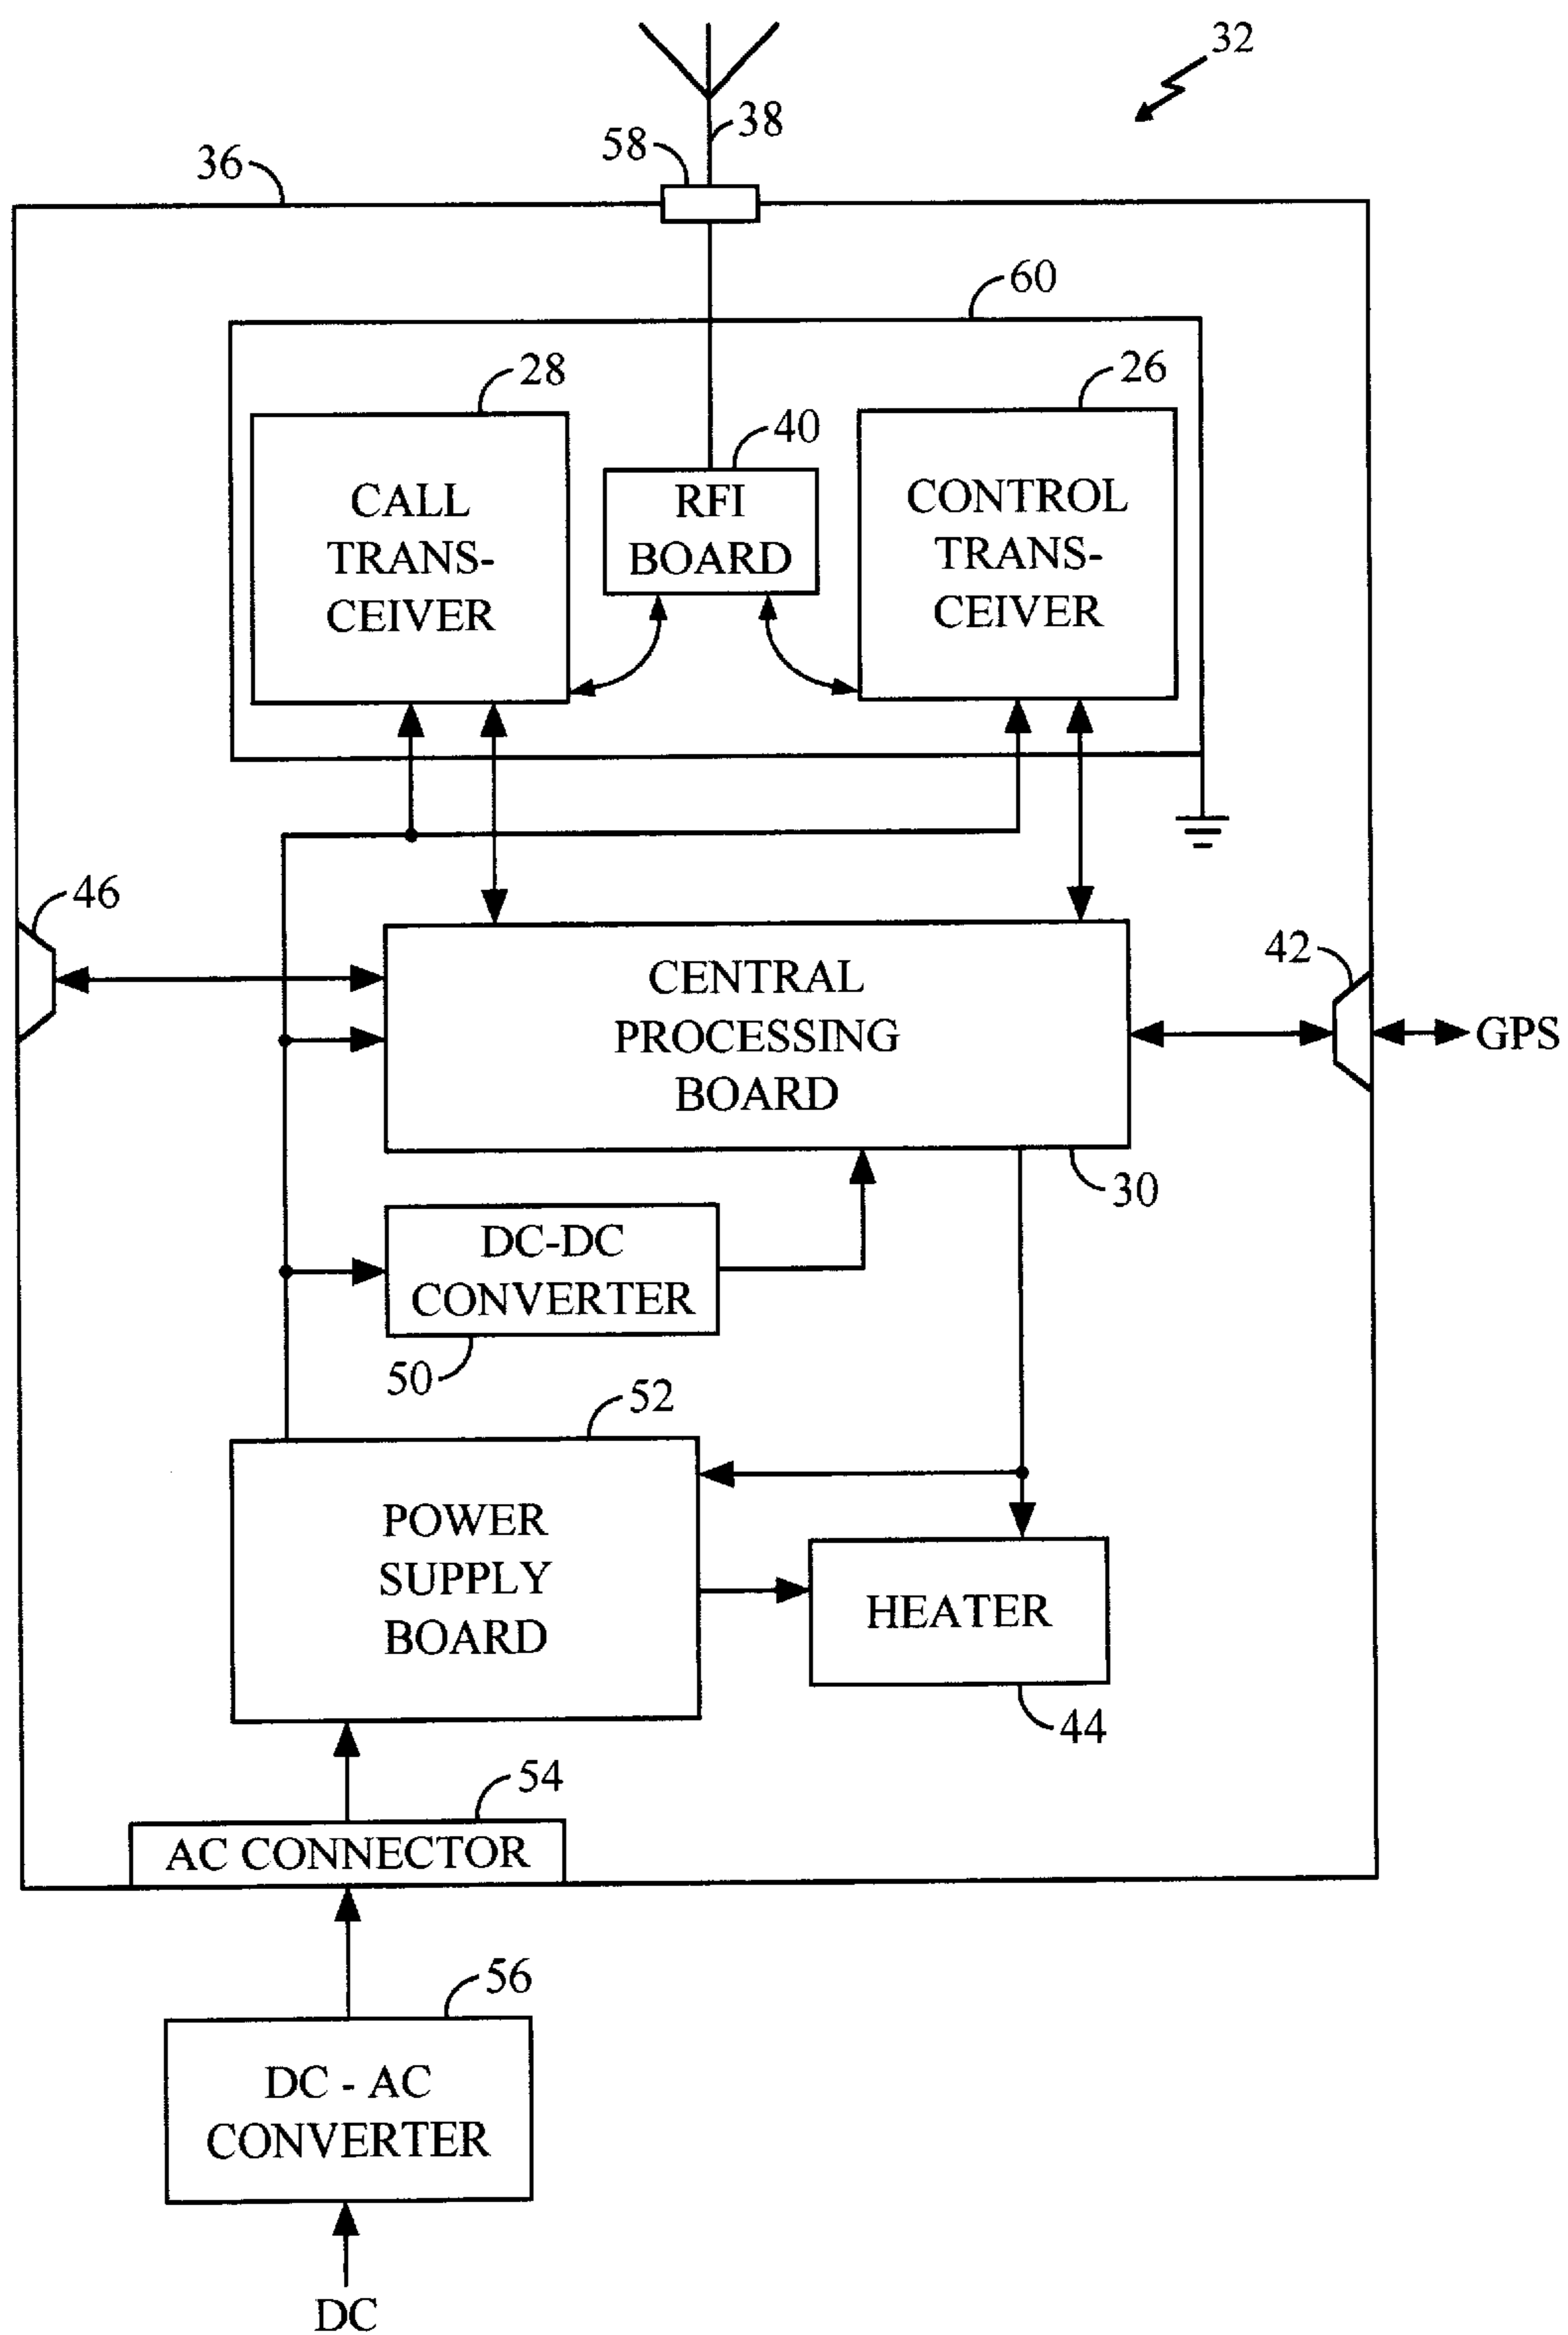 32
38
58
36
60
28
26
40
CALL
TRANS-
CEIVER
RFI
BOARD
CONTROL
TRANS-
CEIVER
46
42
CENTRAL
PROCESSING
BOARD
GPS
30
DC-DC
CONVERTER
50
52
POWER
SUPPLY
BOARD
HEATER
44
54
AC CONNECTOR
56
DC - AC
CONVERTER
DC